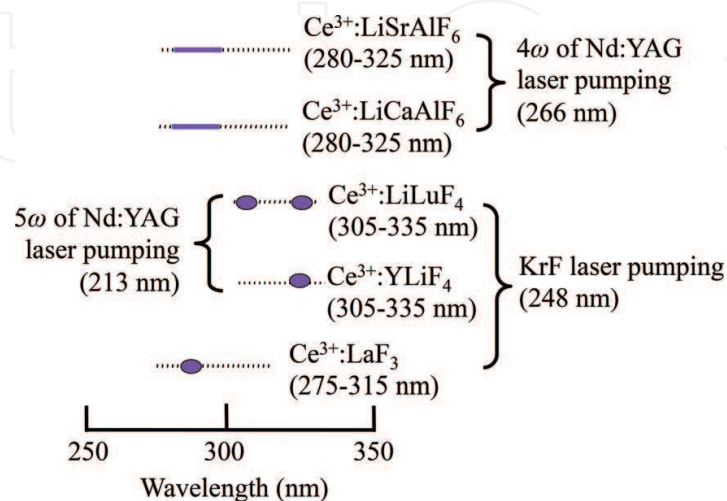 Ce³⁺:LiSrAlF₆
(280-325 nm)
4ω of Nd:YAG
laser pumping
(266 nm)
Ce³⁺:LiCaAlF₆
(280-325 nm)
5ω of Nd:YAG
laser pumping
(213 nm)
Ce³⁺:LiLuF₄
(305-335 nm)
Ce³⁺:YLiF₄
(305-335 nm)
KrF laser pumping
(248 nm)
Ce³⁺:LaF₃
(275-315 nm)
250 300 350
Wavelength (nm)